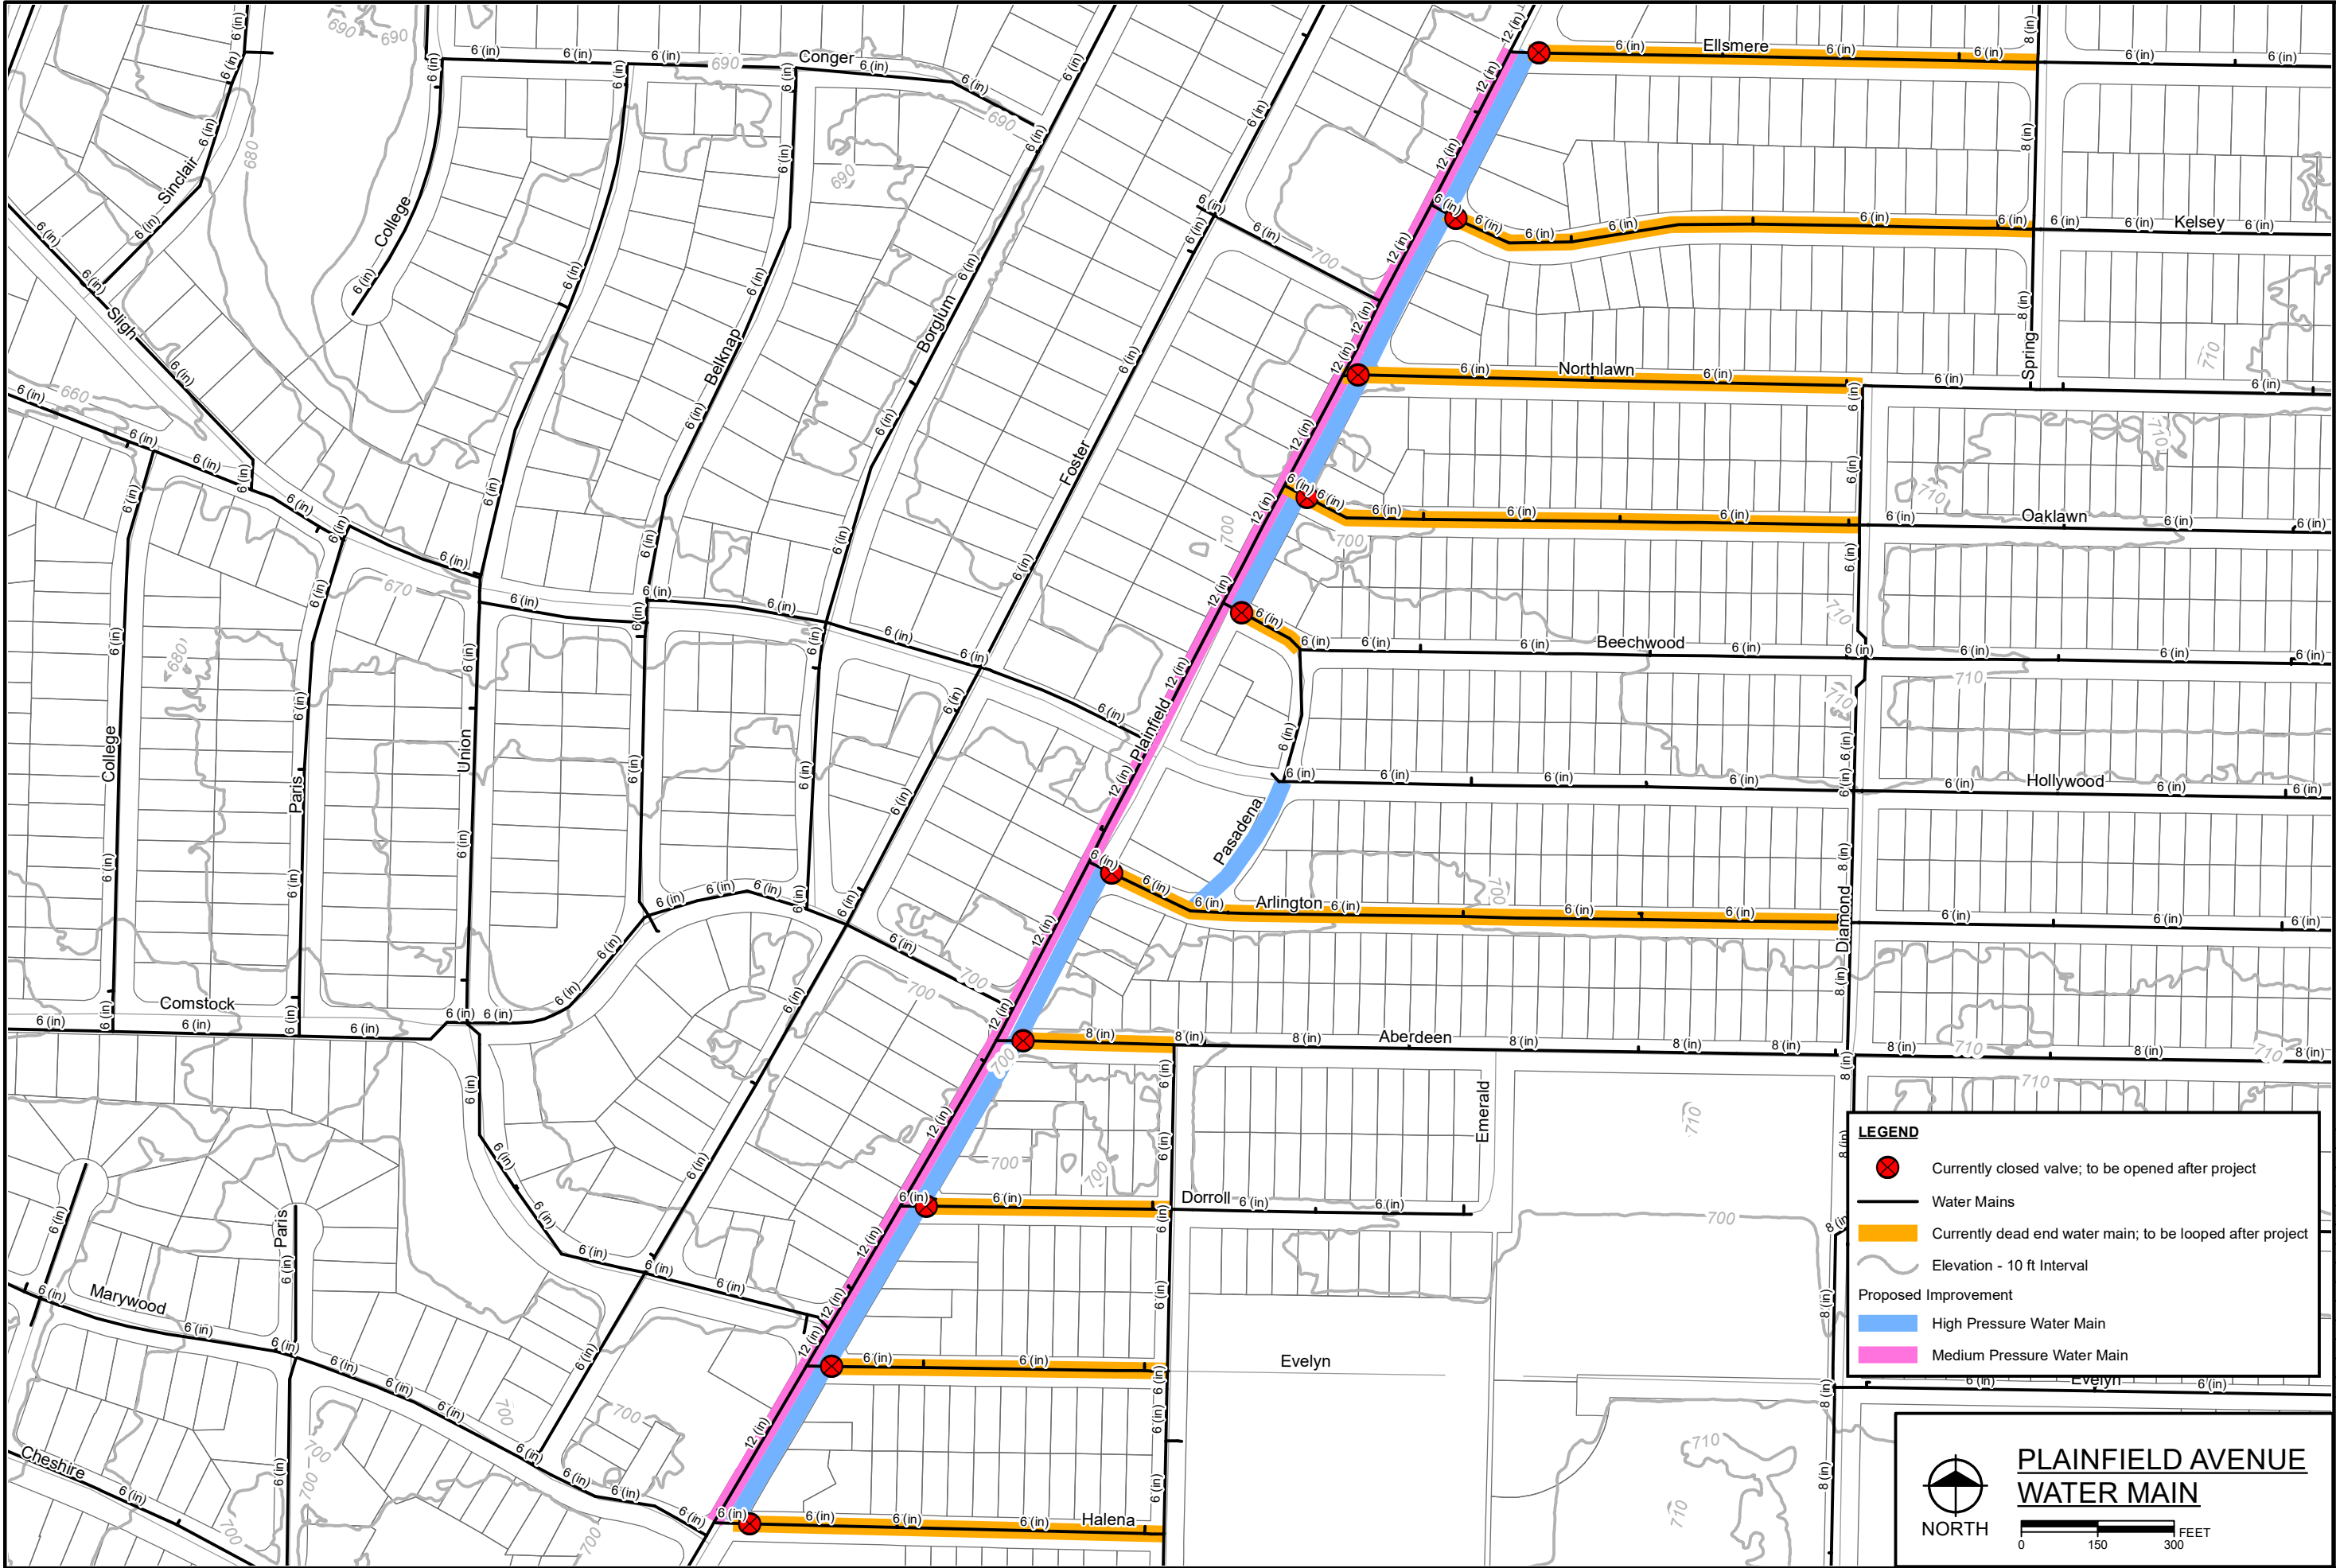 Conger
Ellsmere
Sinclair
College
Kelsey
Sligh
Borgium
Belknap
Spring
Northlawn
Foster
Oaklawn
Beechwood
Plainfield
College
Paris
Union
Hollywood
Pasadena
Arlington
Diamond
Comstock
Aberdeen
Emerald
Dorroll
Paris
Marywood
Evelyn
Evelyn
Cheshire
Halena
6 (in)
8 (in)
12 (in)
660
670
680
690
700
710
LEGEND
Currently closed valve; to be opened after project
Water Mains
Currently dead end water main; to be looped after project
Elevation - 10 ft Interval
Proposed Improvement
High Pressure Water Main
Medium Pressure Water Main
PLAINFIELD AVENUE
WATER MAIN
NORTH
FEET
0 150 300